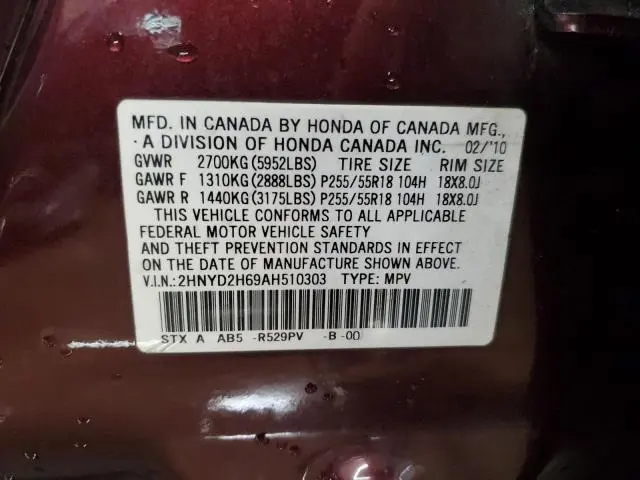 MFD. IN CANADA BY HONDA OF CANADA MFG.,
A DIVISION OF HONDA CANADA INC. 02/'10
GVWR 2700KG(5952LBS) TIRE SIZE RIM SIZE
GAWR F 1310KG(2888LBS) P255/55R18 104H 18X8.0J
GAWR R 1440KG(3175LBS) P255/55R18 104H 18X8.0J
THIS VEHICLE CONFORMS TO ALL APPLICABLE
FEDERAL MOTOR VEHICLE SAFETY
AND THEFT PREVENTION STANDARDS IN EFFECT
ON THE DATE OF MANUFACTURE SHOWN ABOVE.
V.I.N.: 2HNYD2H69AH510303 TYPE: MPV
STX A AB5 -R529PV -B -00